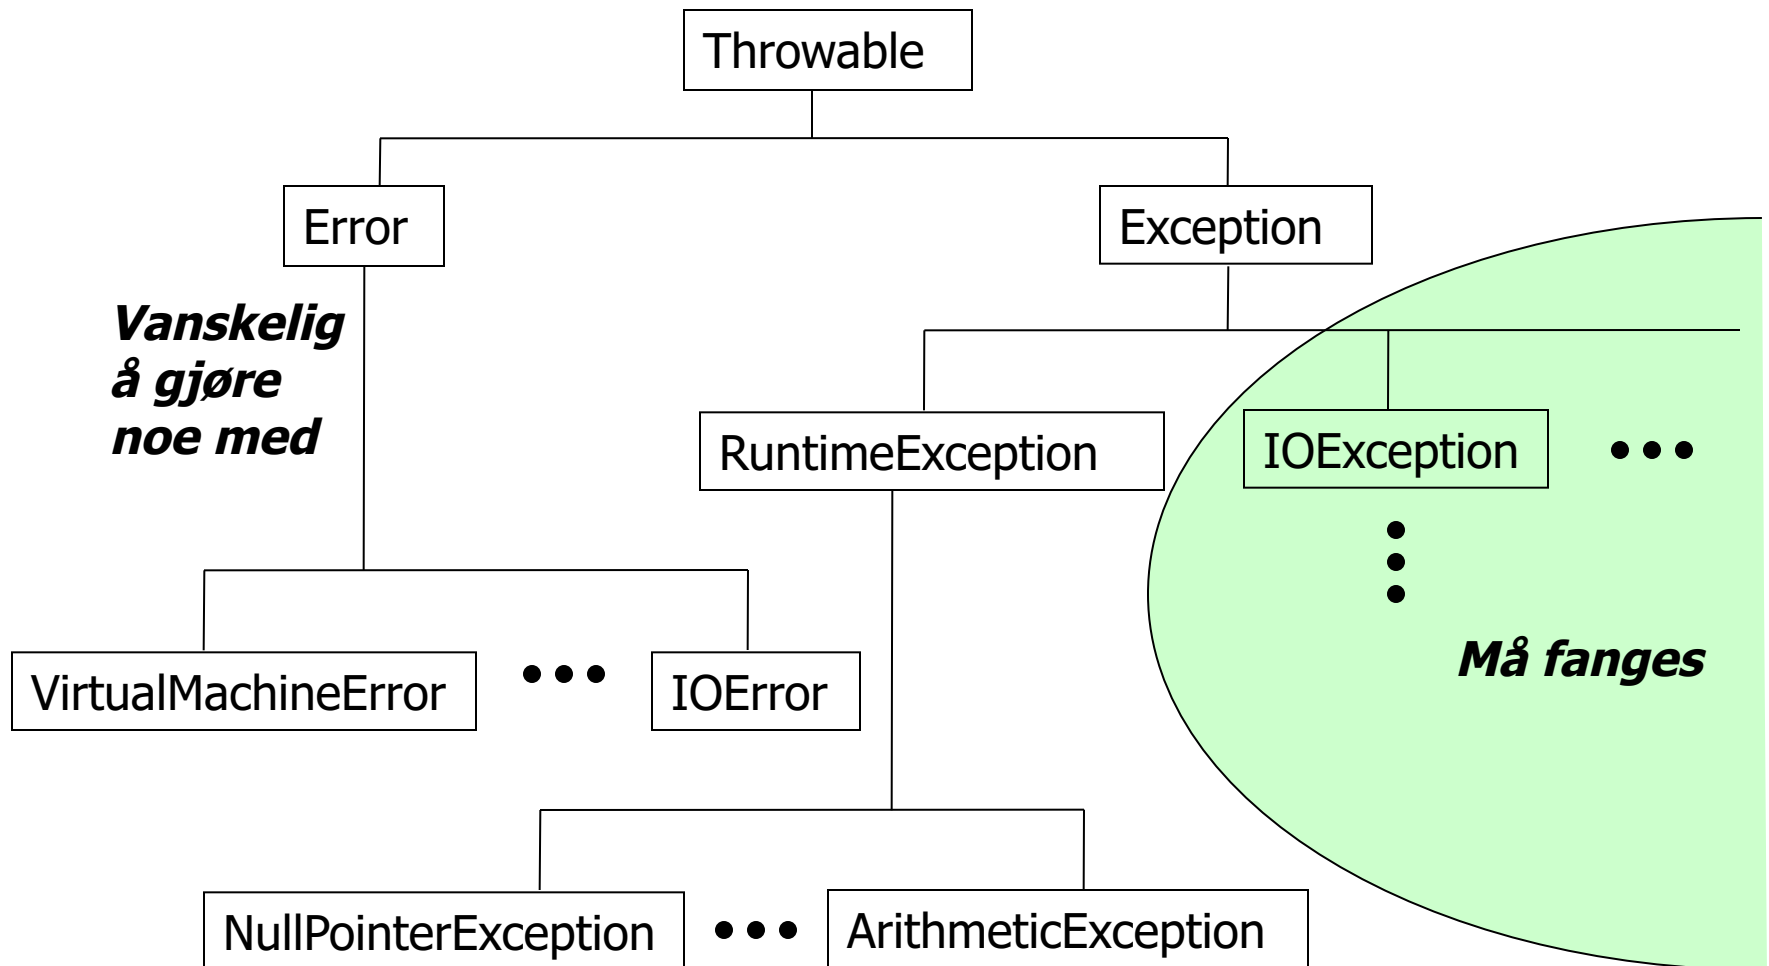 Throwable
Error
Exception
Vanskelig
å gjøre
noe med
RuntimeException
IOException
Må fanges
VirtualMachineError
IOError
NullPointerException
ArithmeticException